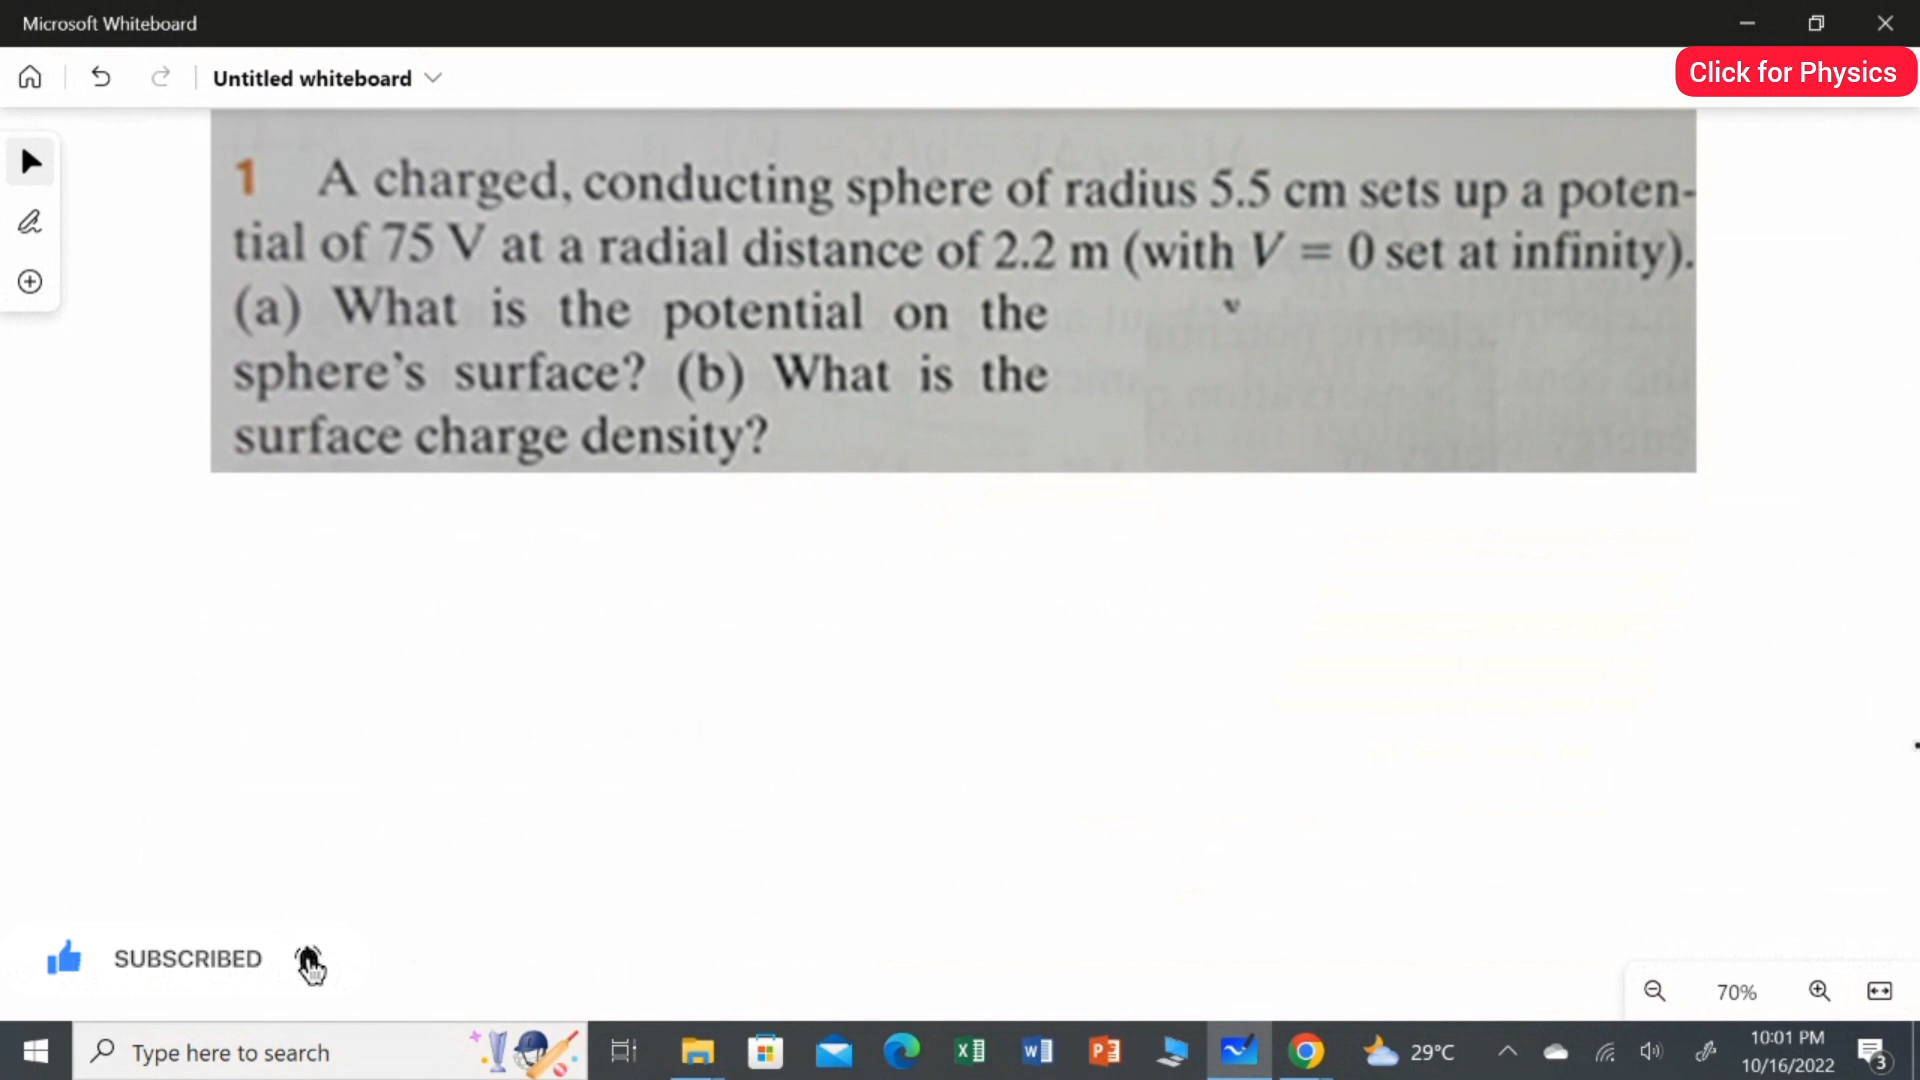 Microsoft Whiteboard
Untitled whiteboard
Click for Physics
1 A charged, conducting sphere of radius 5.5 cm sets up a poten-
tial of 75 V at a radial distance of 2.2 m (with V = 0 set at infinity).
(a) What is the potential on the
sphere's surface? (b) What is the
surface charge density?
SUBSCRIBED
70%
Type here to search
29°C
10:01 PM
10/16/2022
3